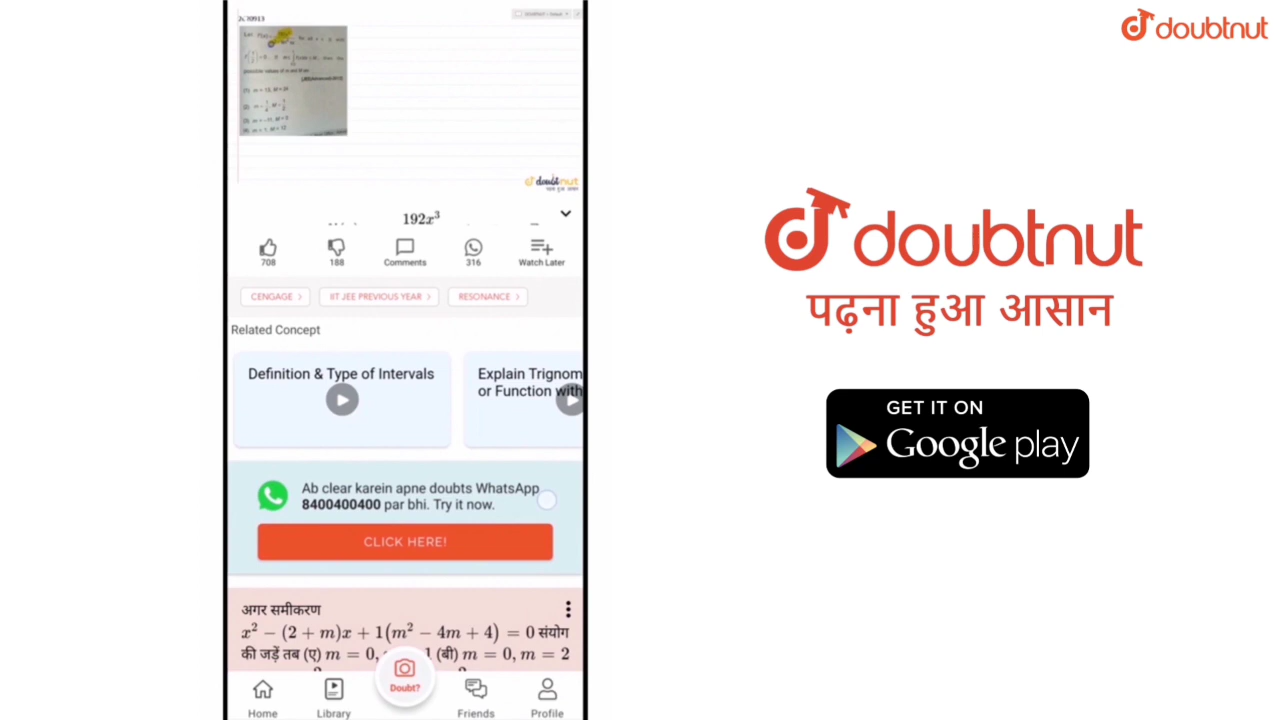 doubtnut
doubtnut
पढ़ना हुआ आसान
192x³
708
188
Comments
316
Watch Later
CENGAGE >
IIT JEE PREVIOUS YEAR >
RESONANCE >
Related Concept
Definition & Type of Intervals
Explain Trignom
or Function with
Ab clear karein apne doubts WhatsApp
8400400400 par bhi. Try it now.
CLICK HERE!
अगर समीकरण
x² − (2 + m)x + 1(m² − 4m + 4) = 0 संयोग
की जड़ें तब (ए) m = 0, 1 (बी) m = 0, m = 2
Doubt?
Home
Library
Friends
Profile
doubtnut
पढ़ना हुआ आसान
GET IT ON
Google play